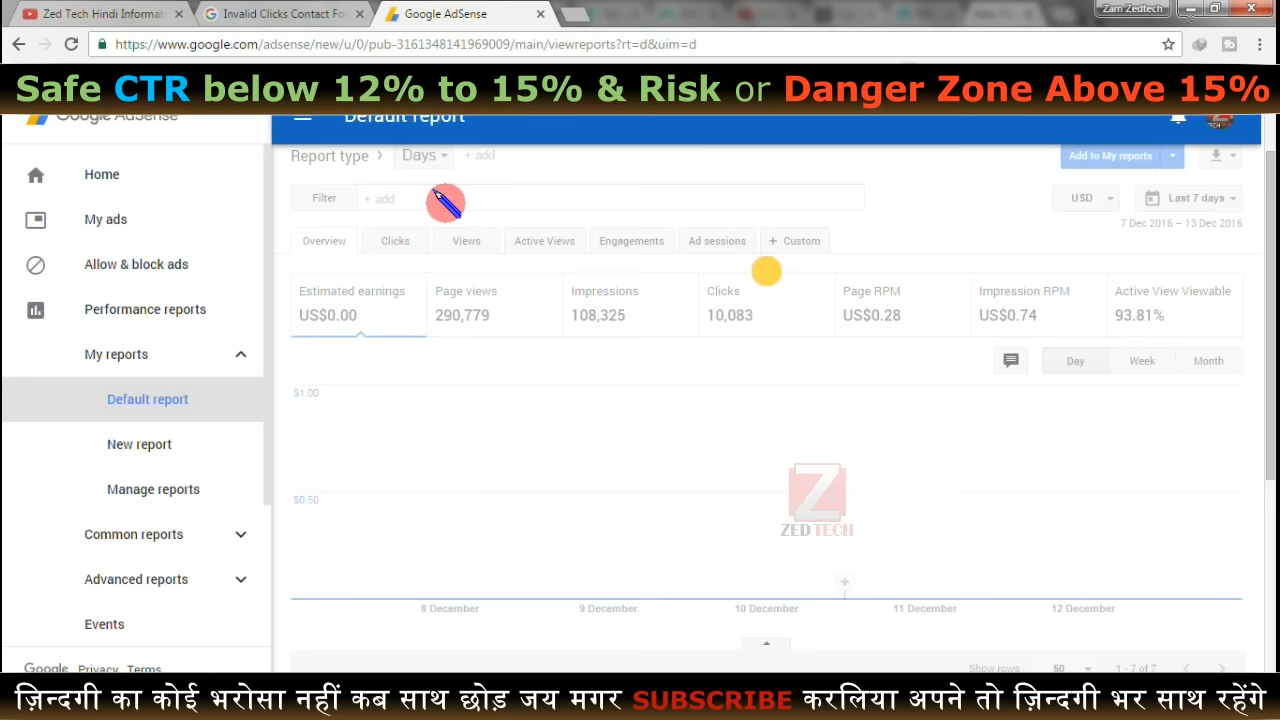 Zed Tech Hindi Informat
Invalid Clicks Contact Fo
Google AdSense
Zam Zedtech
https://www.google.com/adsense/new/u/0/pub-3161348141969009/main/viewreports?rt=d&uim=d
Safe CTR below 12% to 15% & Risk or Danger Zone Above 15%
Google AdSense
Default report
Report type
Days
+ add
Add to My reports
Filter
+ add
USD
Last 7 days
7 Dec 2016 – 13 Dec 2016
Overview
Clicks
Views
Active Views
Engagements
Ad sessions
+ Custom
Estimated earnings
US$0.00
Page views
290,779
Impressions
108,325
Clicks
10,083
Page RPM
US$0.28
Impression RPM
US$0.74
Active View Viewable
93.81%
Day
Week
Month
$1.00
$0.50
8 December
9 December
10 December
11 December
12 December
Show rows
50
1 - 7 of 7
Home
My ads
Allow & block ads
Performance reports
My reports
Default report
New report
Manage reports
Common reports
Advanced reports
Events
Google
Privacy
Terms
Z
ZED TECH
ज़िन्दगी का कोई भरोसा नहीं कब साथ छोड़ जय मगर SUBSCRIBE करलिया अपने तो ज़िन्दगी भर साथ रहेंगे